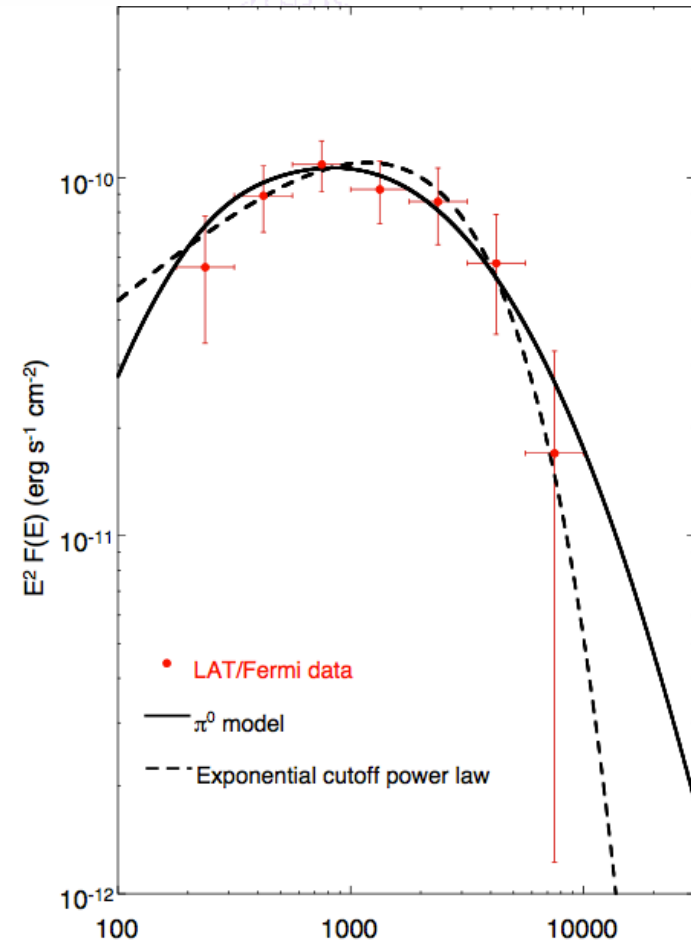 10⁻¹⁰
10⁻¹¹
10⁻¹²
E² F(E) (erg s⁻¹ cm⁻²)
LAT/Fermi data
π⁰ model
Exponential cutoff power law
100
1000
10000